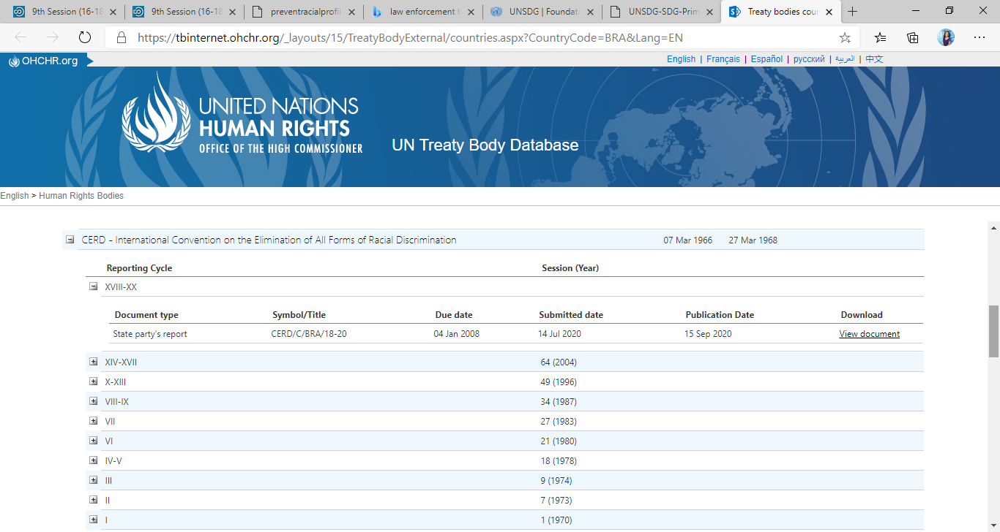 9th Session (16-18 9th Session (16-18 preventracialprofil law enforcement t UNSDG | Foundati UNSDG-SDG-Prim Treaty bodies coun
https://tbinternet.ohchr.org/_layouts/15/TreatyBodyExternal/countries.aspx?CountryCode=BRA&Lang=EN
OHCHR.org English | Français | Español | русский | العربية | 中文
UNITED NATIONS
HUMAN RIGHTS
OFFICE OF THE HIGH COMMISSIONER
UN Treaty Body Database
English > Human Rights Bodies
CERD - International Convention on the Elimination of All Forms of Racial Discrimination 07 Mar 1966 27 Mar 1968
Reporting Cycle Session (Year)
XVIII-XX
Document type Symbol/Title Due date Submitted date Publication Date Download
State party's report CERD/C/BRA/18-20 04 Jan 2008 14 Jul 2020 15 Sep 2020 View document
XIV-XVII 64 (2004)
X-XIII 49 (1996)
VIII-IX 34 (1987)
VII 27 (1983)
VI 21 (1980)
IV-V 18 (1978)
III 9 (1974)
II 7 (1973)
I 1 (1970)